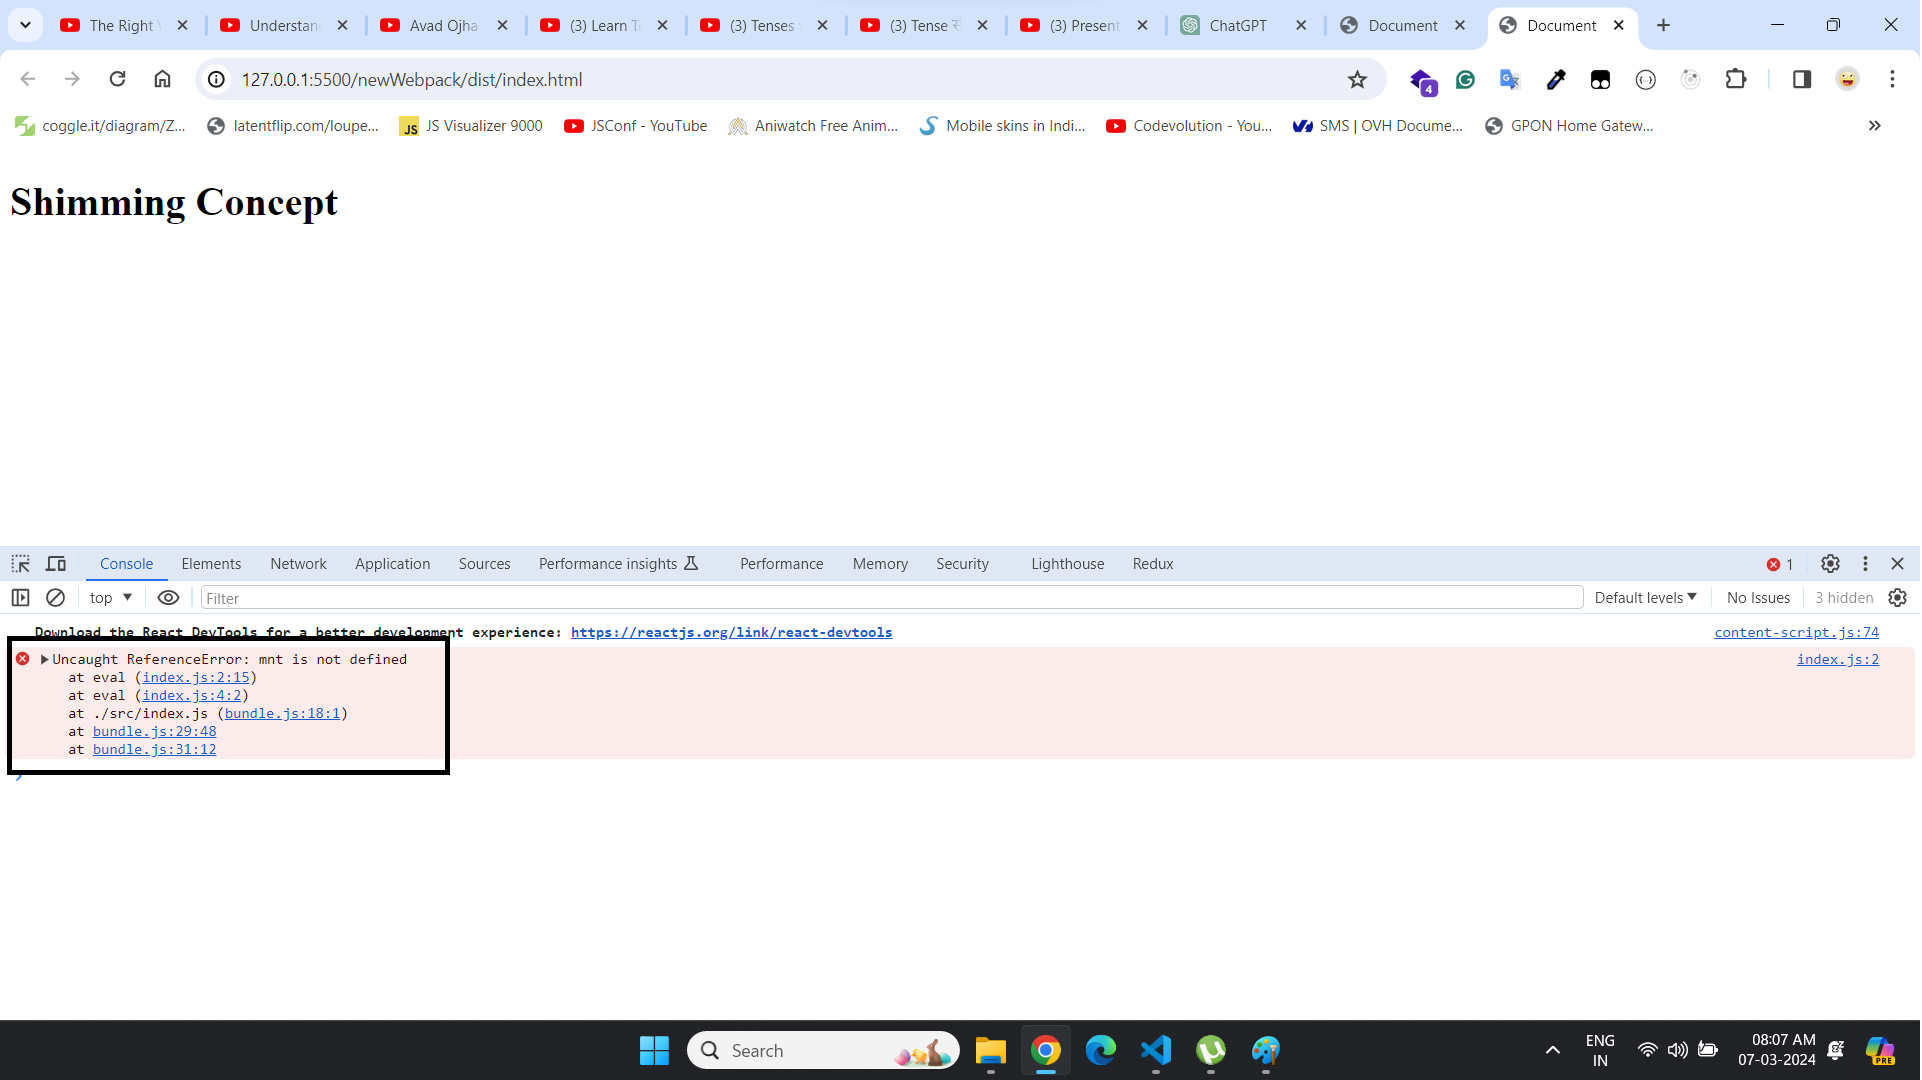 The Right
Understan
Avad Ojha
(3) Learn Te
(3) Tenses
(3) Tense
(3) Present
ChatGPT
Document
Document
127.0.0.1:5500/newWebpack/dist/index.html
4
coggle.it/diagram/Z...
latentflip.com/loupe...
JS
JS Visualizer 9000
JSConf - YouTube
Aniwatch Free Anim...
Mobile skins in Indi...
Codevolution - You...
SMS | OVH Docume...
GPON Home Gatew...
Shimming Concept
Console
Elements
Network
Application
Sources
Performance insights
Performance
Memory
Security
Lighthouse
Redux
1
top
Filter
Default levels
No Issues
3 hidden
Download the React DevTools for a better development experience: https://reactjs.org/link/react-devtools
content-script.js:74
Uncaught ReferenceError: mnt is not defined
index.js:2
at eval (index.js:2:15)
at eval (index.js:4:2)
at ./src/index.js (bundle.js:18:1)
at bundle.js:29:48
at bundle.js:31:12
Search
ENG
IN
08:07 AM
07-03-2024
PRE